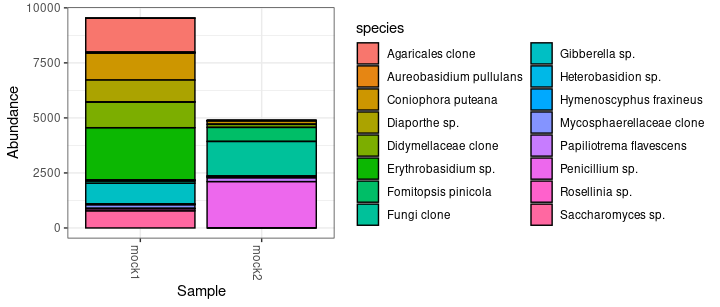 10000
7500
5000
2500
0
Abundance
mock1
mock2
Sample
species
Agaricales clone
Aureobasidium pullulans
Coniophora puteana
Diaporthe sp.
Didymellaceae clone
Erythrobasidium sp.
Fomitopsis pinicola
Fungi clone
Gibberella sp.
Heterobasidion sp.
Hymenoscyphus fraxineus
Mycosphaerellaceae clone
Papiliotrema flavescens
Penicillium sp.
Rosellinia sp.
Saccharomyces sp.